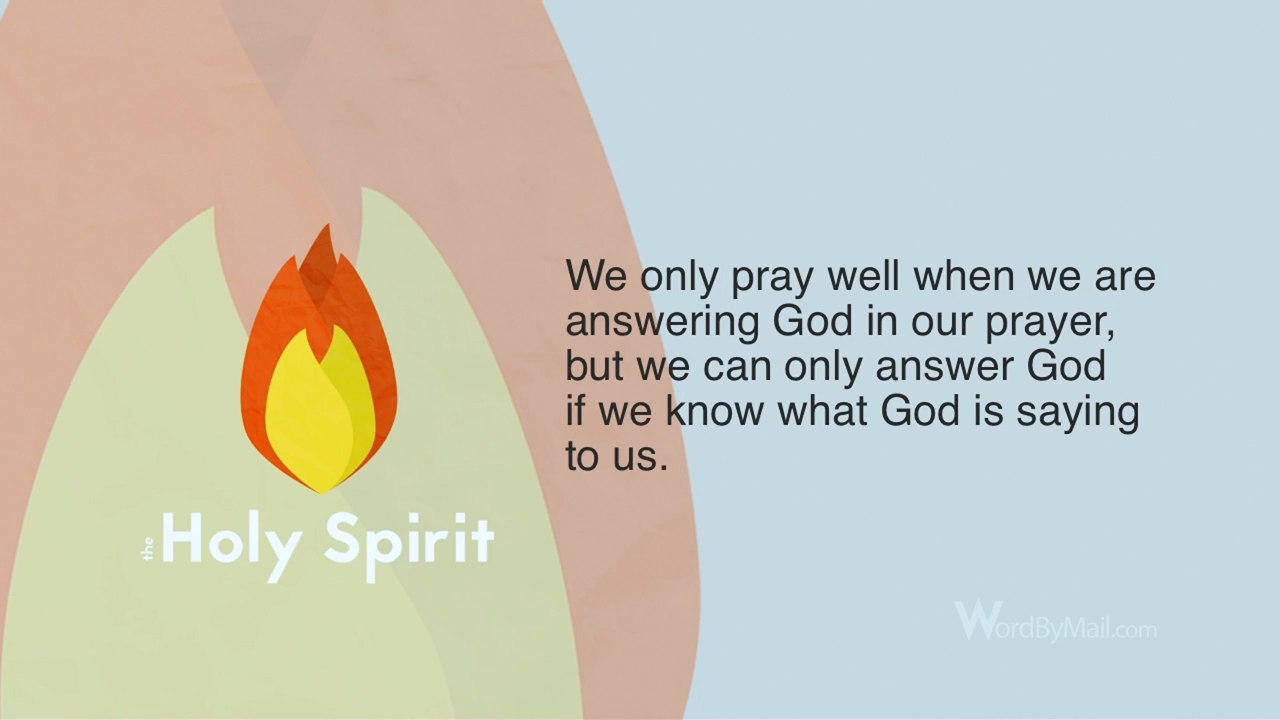 We only pray well when we are
answering God in our prayer,
but we can only answer God
if we know what God is saying
to us.
the Holy Spirit
WordByMail.com